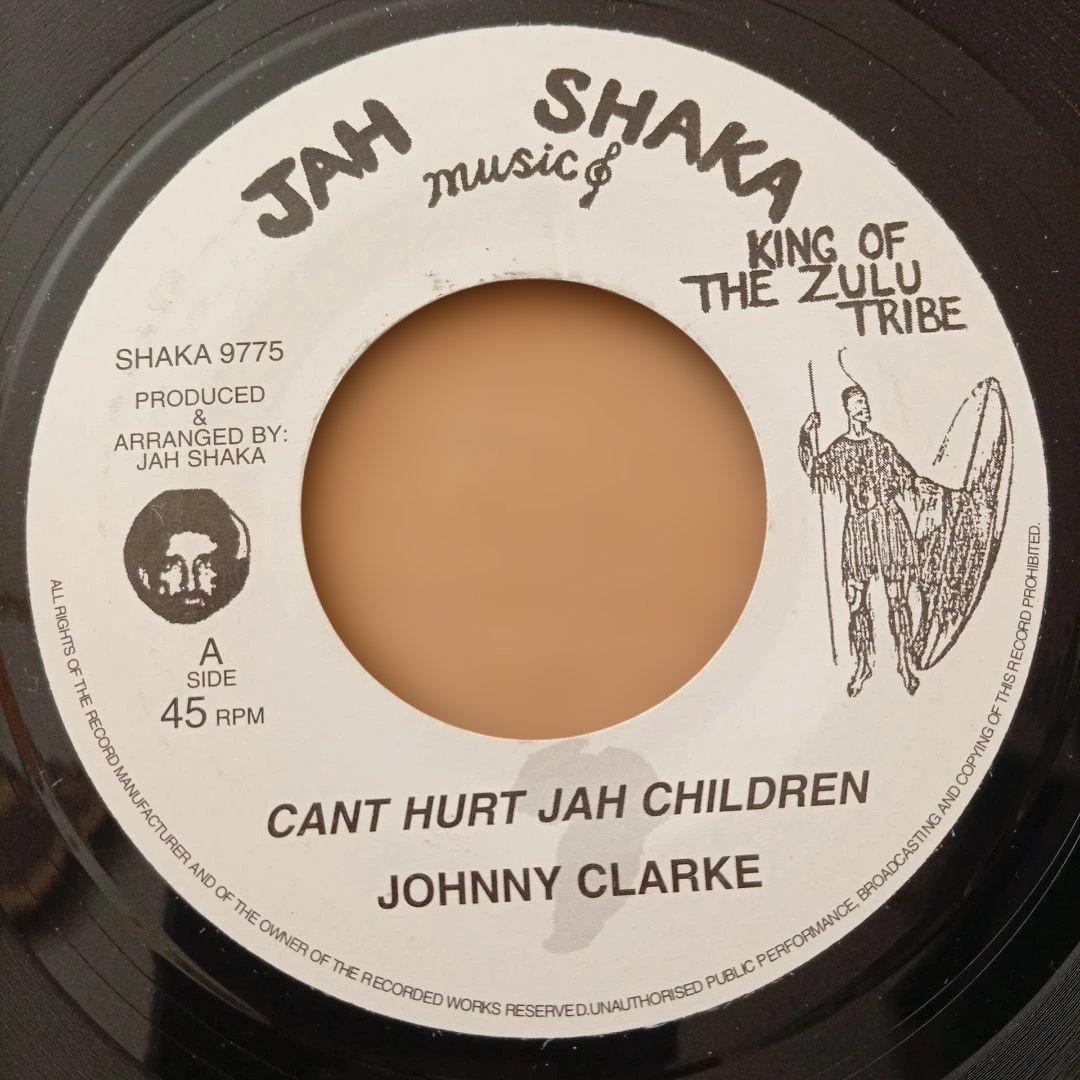 JAH SHAKA
music
KING OF
THE ZULU
TRIBE
SHAKA 9775
PRODUCED
&
ARRANGED BY:
JAH SHAKA
A
SIDE
45 RPM
CANT HURT JAH CHILDREN
JOHNNY CLARKE
ALL RIGHTS OF THE RECORD MANUFACTURER AND OF THE OWNER OF THE RECORDED WORKS RESERVED.UNAUTHORISED PUBLIC PERFORMANCE, BROADCASTING AND COPYING OF THIS RECORD PROHIBITED.